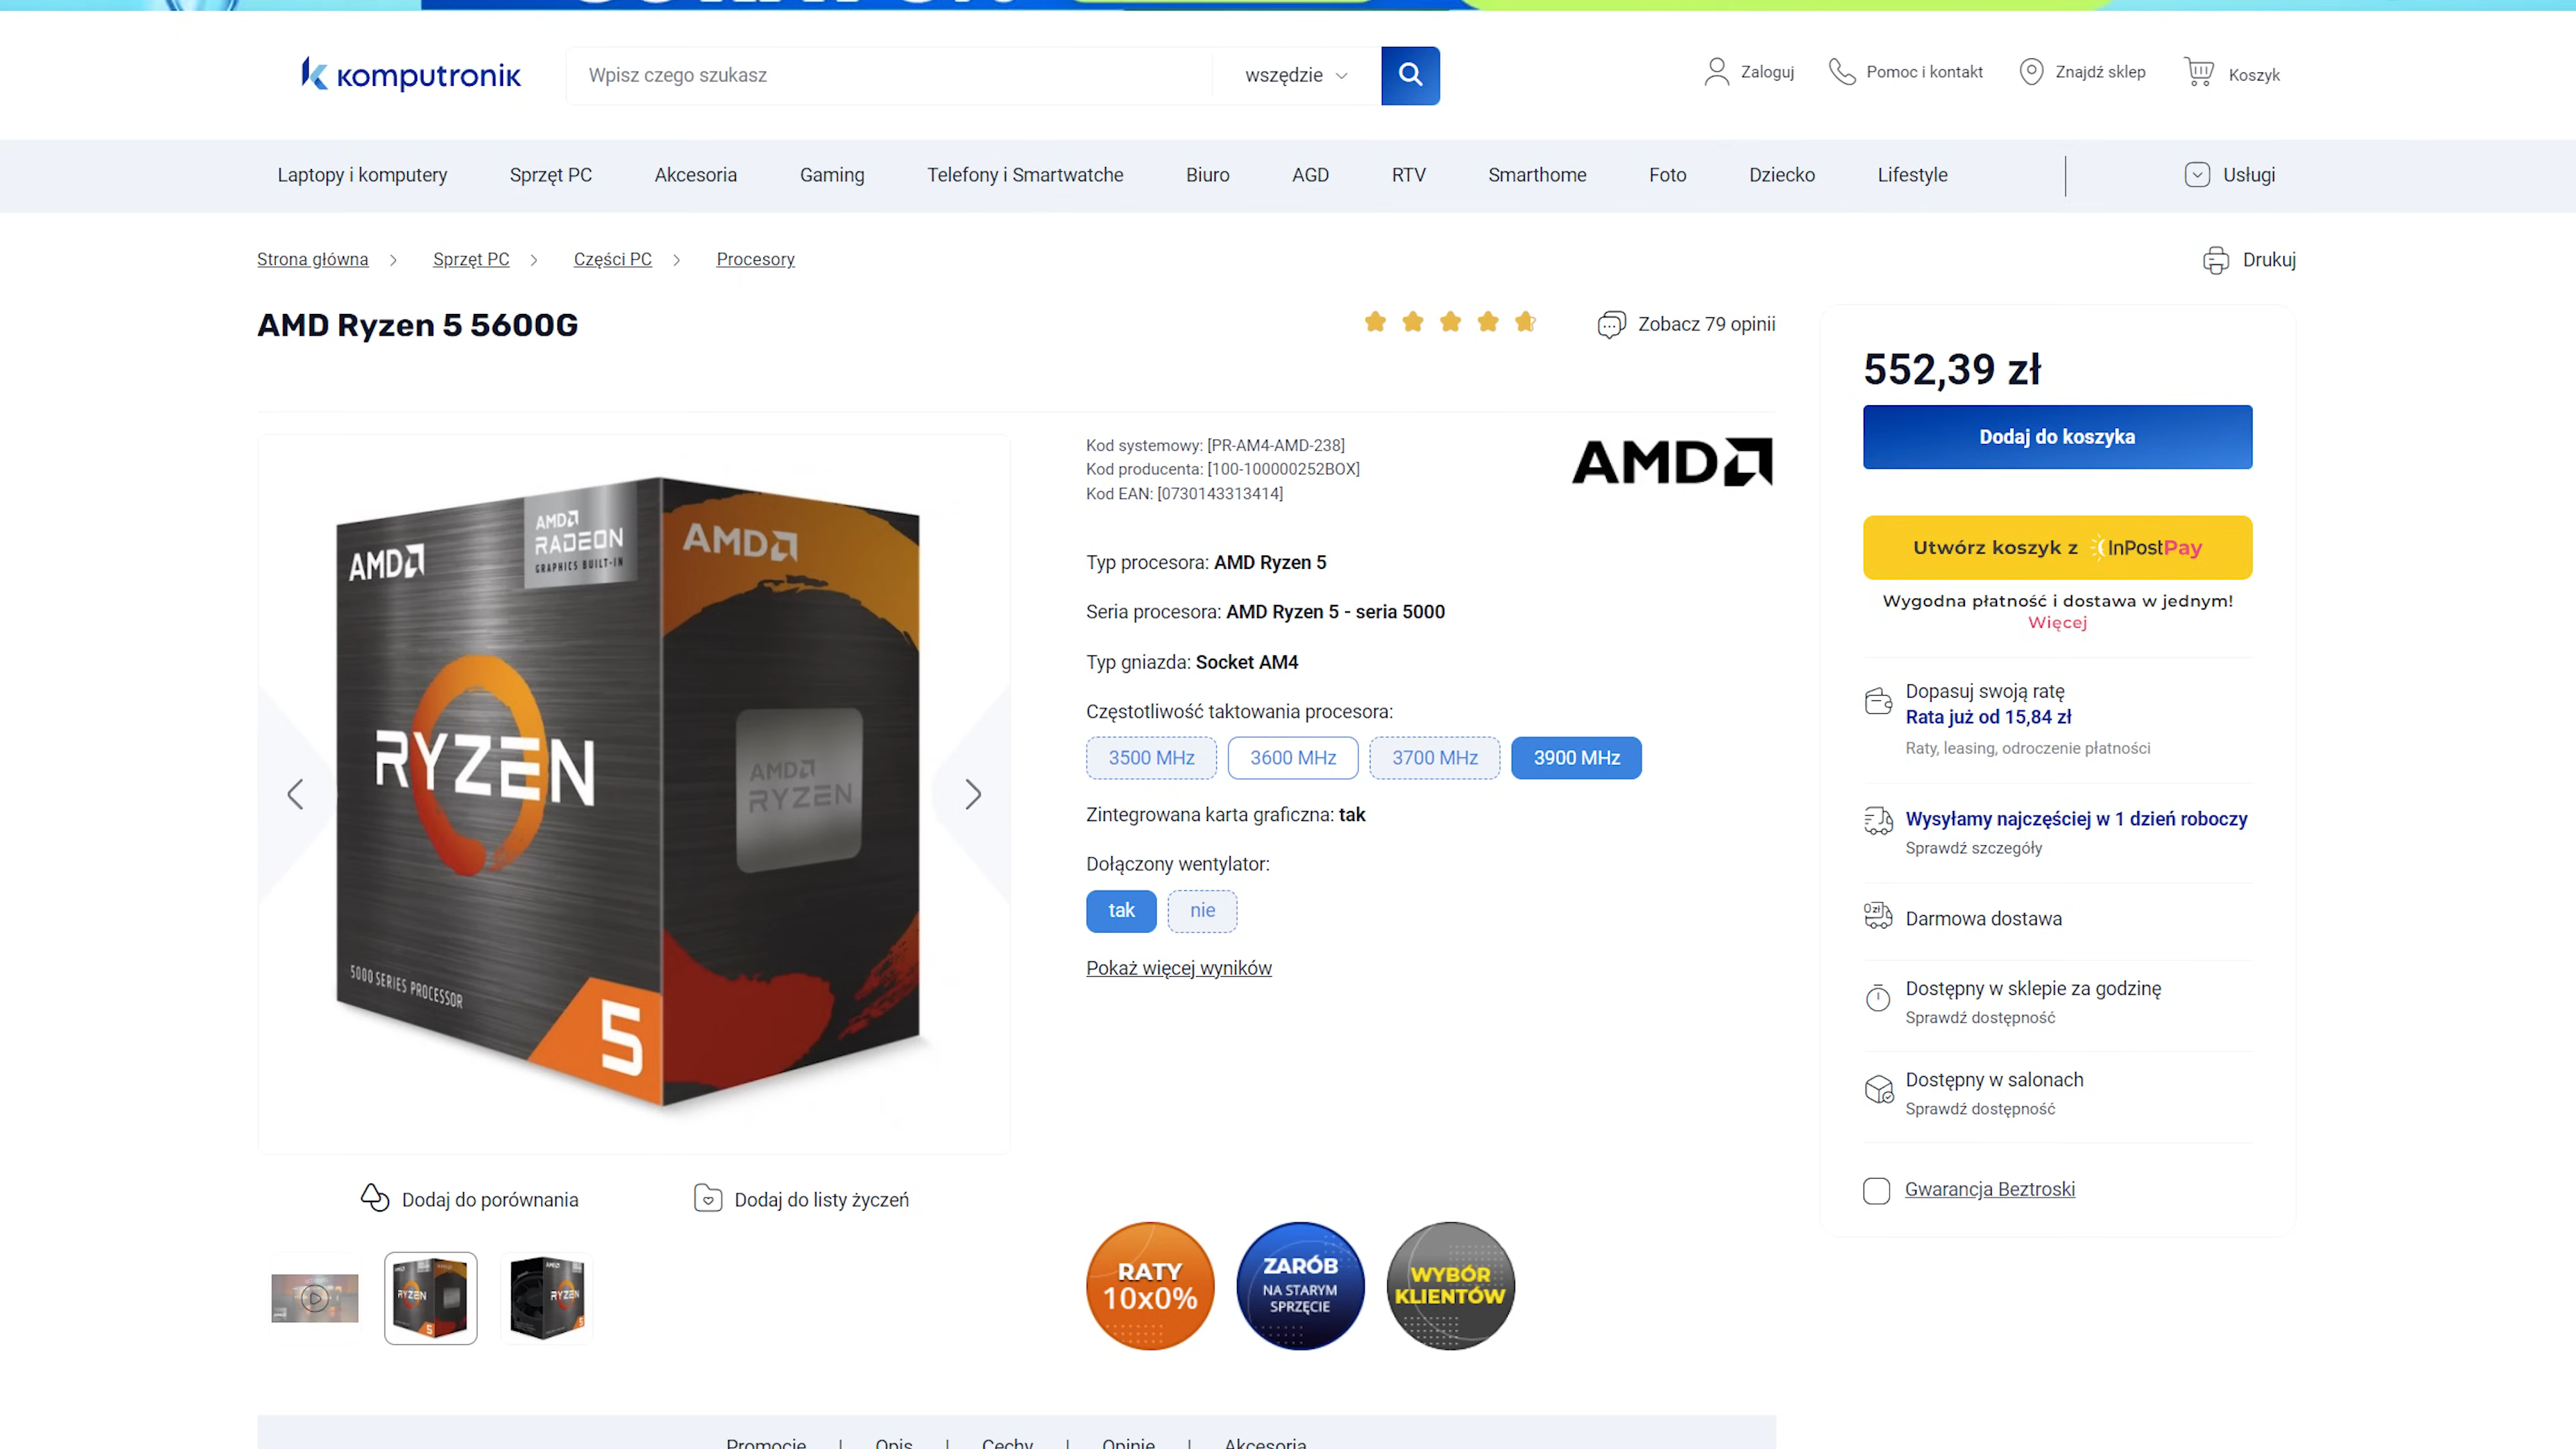 komputronik
Wpisz czego szukasz
wszędzie
Zaloguj
Pomoc i kontakt
Znajdź sklep
Koszyk
Laptopy i komputery
Sprzęt PC
Akcesoria
Gaming
Telefony i Smartwatche
Biuro
AGD
RTV
Smarthome
Foto
Dziecko
Lifestyle
Usługi
Strona główna
Sprzęt PC
Części PC
Procesory
Drukuj
AMD Ryzen 5 5600G
Zobacz 79 opinii
AMD
AMD
RADEON
GRAPHICS BUILT-IN
AMD
RYZEN
AMD
RYZEN
5000 SERIES PROCESSOR
5
Kod systemowy: [PR-AM4-AMD-238]
Kod producenta: [100-100000252BOX]
Kod EAN: [0730143313414]
AMD
Typ procesora: AMD Ryzen 5
Seria procesora: AMD Ryzen 5 - seria 5000
Typ gniazda: Socket AM4
Częstotliwość taktowania procesora:
3500 MHz
3600 MHz
3700 MHz
3900 MHz
Zintegrowana karta graficzna: tak
Dołączony wentylator:
tak
nie
Pokaż więcej wyników
552,39 zł
Dodaj do koszyka
Utwórz koszyk z InPostPay
Wygodna płatność i dostawa w jednym!
Więcej
Dopasuj swoją ratę
Rata już od 15,84 zł
Raty, leasing, odroczenie płatności
Wysyłamy najczęściej w 1 dzień roboczy
Sprawdź szczegóły
0zł
Darmowa dostawa
Dostępny w sklepie za godzinę
Sprawdź dostępność
Dostępny w salonach
Sprawdź dostępność
Gwarancja Beztroski
Dodaj do porównania
Dodaj do listy życzeń
RYZEN
5
RYZEN
5
RATY
10x0%
ZARÓB
NA STARYM
SPRZĘCIE
WYBÓR
KLIENTÓW
Promocje | Opis | Cechy | Opinie | Akcesoria